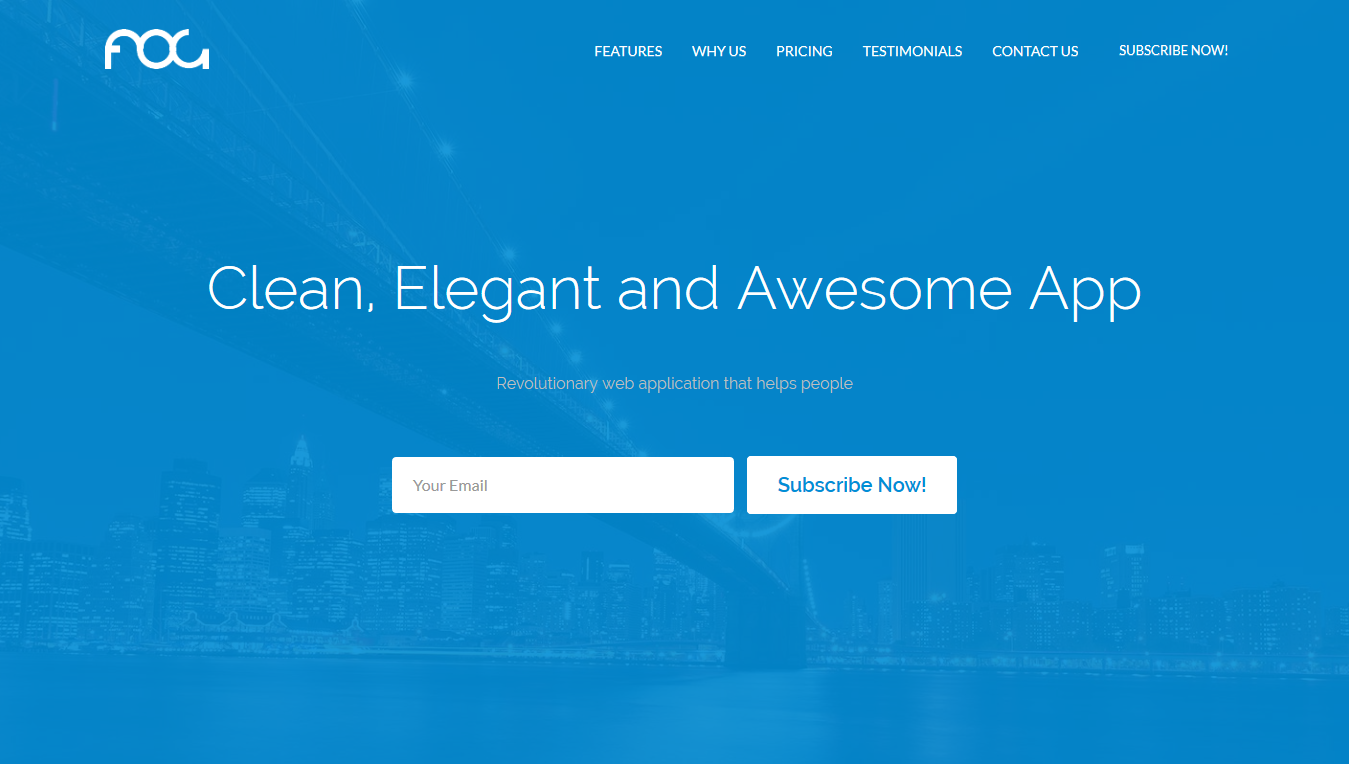 FOG
FEATURES WHY US PRICING TESTIMONIALS CONTACT US SUBSCRIBE NOW!
Clean, Elegant and Awesome App
Revolutionary web application that helps people
Your Email Subscribe Now!